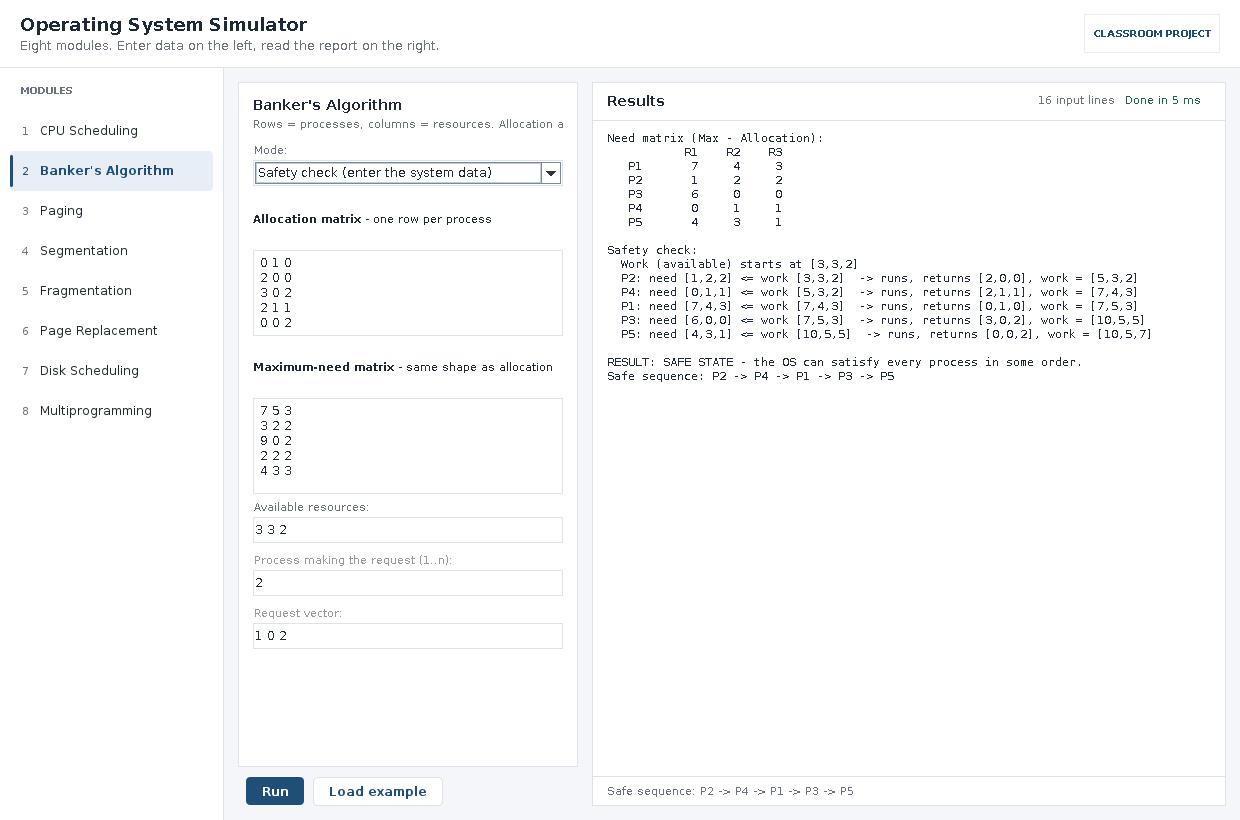 Operating System Simulator
Eight modules. Enter data on the left, read the report on the right.
CLASSROOM PROJECT
MODULES
1 CPU Scheduling
2 Banker's Algorithm
3 Paging
4 Segmentation
5 Fragmentation
6 Page Replacement
7 Disk Scheduling
8 Multiprogramming
Banker's Algorithm
Rows = processes, columns = resources. Allocation a
Mode:
Safety check (enter the system data)
Allocation matrix - one row per process
0 1 0
2 0 0
3 0 2
2 1 1
0 0 2
Maximum-need matrix - same shape as allocation
7 5 3
3 2 2
9 0 2
2 2 2
4 3 3
Available resources:
3 3 2
Process making the request (1..n):
2
Request vector:
1 0 2
Run
Load example
Results
16 input lines Done in 5 ms
Need matrix (Max - Allocation):
R1 R2 R3
P1 7 4 3
P2 1 2 2
P3 6 0 0
P4 0 1 1
P5 4 3 1
Safety check:
Work (available) starts at [3,3,2]
P2: need [1,2,2] <= work [3,3,2] -> runs, returns [2,0,0], work = [5,3,2]
P4: need [0,1,1] <= work [5,3,2] -> runs, returns [2,1,1], work = [7,4,3]
P1: need [7,4,3] <= work [7,4,3] -> runs, returns [0,1,0], work = [7,5,3]
P3: need [6,0,0] <= work [7,5,3] -> runs, returns [3,0,2], work = [10,5,5]
P5: need [4,3,1] <= work [10,5,5] -> runs, returns [0,0,2], work = [10,5,7]
RESULT: SAFE STATE - the OS can satisfy every process in some order.
Safe sequence: P2 -> P4 -> P1 -> P3 -> P5
Safe sequence: P2 -> P4 -> P1 -> P3 -> P5